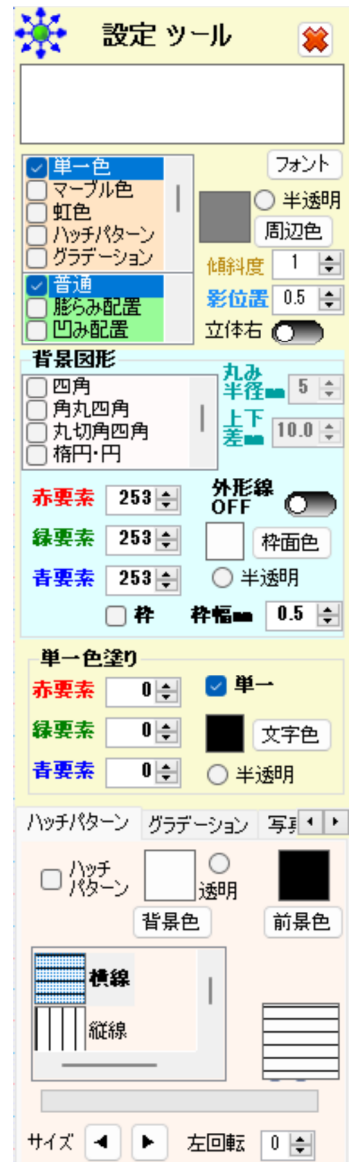 設定 ツール
単一色
マーブル色
虹色
ハッチパターン
グラデーション
フォント
半透明
周辺色
傾斜度 1
普通
膨らみ配置
凹み配置
影位置 0.5
立体右
背景図形
四角
角丸四角
丸切角四角
楕円・円
丸み
半径mm 5
上下
差mm 10.0
赤要素 253
外形線
OFF
緑要素 253
枠面色
青要素 253
半透明
枠 枠幅mm 0.5
単一色塗り
赤要素 0
単一
緑要素 0
文字色
青要素 0
半透明
ハッチパターン グラデーション
ハッチ
パターン
透明
背景色 前景色
横線
縦線
サイズ 左回転 0